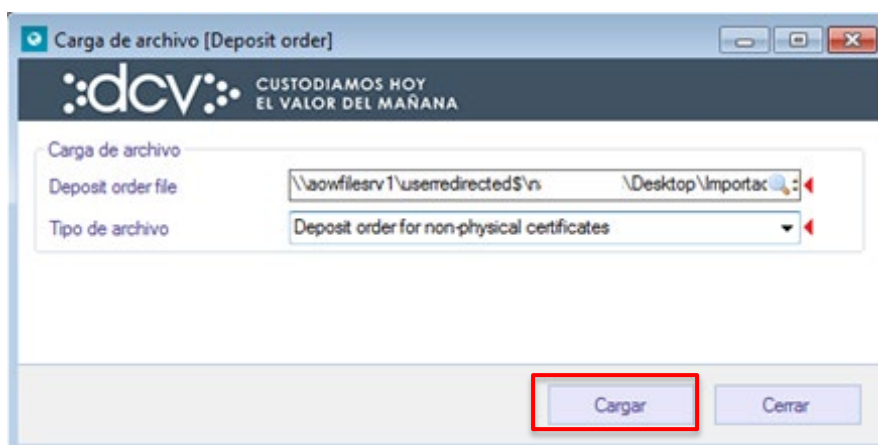 Carga de archivo [Deposit order]
dcv CUSTODIAMOS HOY
EL VALOR DEL MAÑANA
Carga de archivo
Deposit order file \\aowfilesrv1\userredirected$\n \Desktop\Importac
Tipo de archivo Deposit order for non-physical certificates
Cargar Cerrar